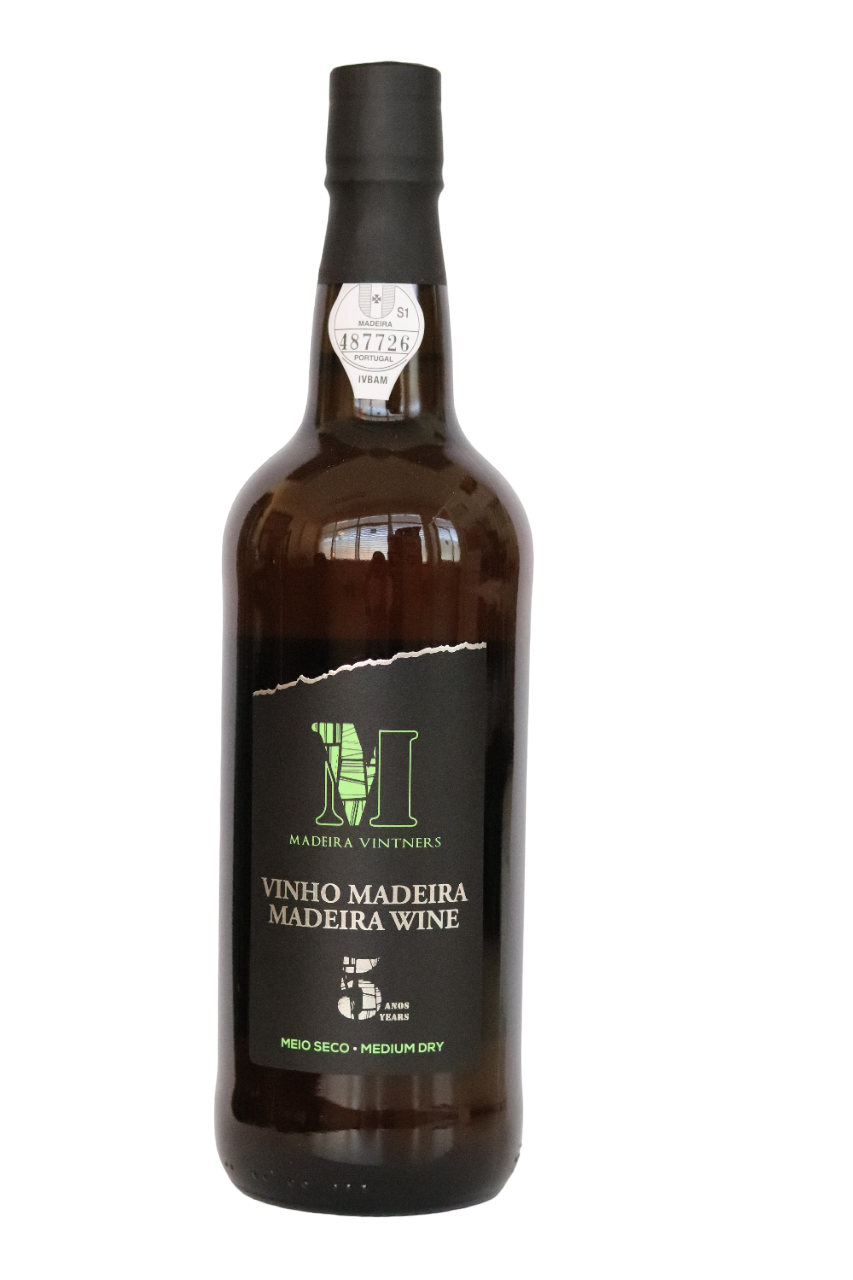 S1
MADEIRA
487726
PORTUGAL
IVBAM
M
MADEIRA VINTNERS
VINHO MADEIRA
MADEIRA WINE
5 ANOS
YEARS
MEIO SECO • MEDIUM DRY